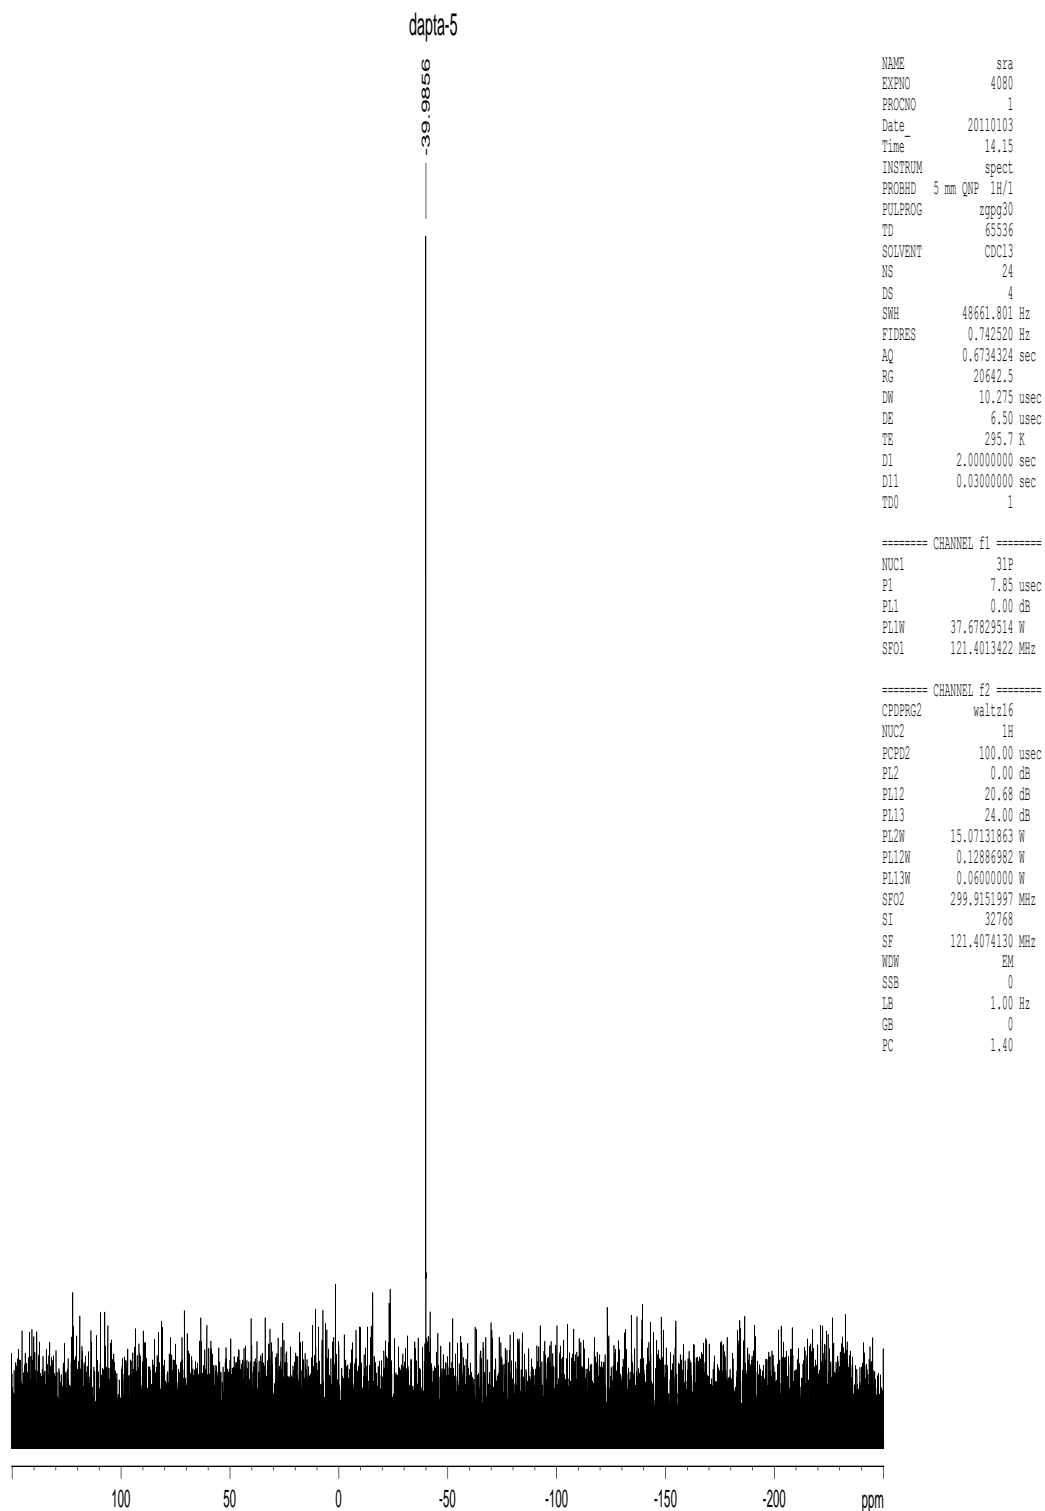 dapta-5
-39.9856
NAME sra
EXPNO 4080
PROCNO 1
Date_ 20110103
Time 14.15
INSTRUM spect
PROBHD 5 mm QNP 1H/1
PULPROG zgpg30
TD 65536
SOLVENT CDCl3
NS 24
DS 4
SWH 48661.801 Hz
FIDRES 0.742520 Hz
AQ 0.6734324 sec
RG 20642.5
DW 10.275 usec
DE 6.50 usec
TE 295.7 K
D1 2.00000000 sec
D11 0.03000000 sec
TD0 1
======== CHANNEL f1 ========
NUC1 31P
P1 7.85 usec
PL1 0.00 dB
PL1W 37.67829514 W
SFO1 121.4013422 MHz
======== CHANNEL f2 ========
CPDPRG2 waltz16
NUC2 1H
PCPD2 100.00 usec
PL2 0.00 dB
PL12 20.68 dB
PL13 24.00 dB
PL2W 15.07131863 W
PL12W 0.12886982 W
PL13W 0.06000000 W
SFO2 299.9151997 MHz
SI 32768
SF 121.4074130 MHz
WDW EM
SSB 0
LB 1.00 Hz
GB 0
PC 1.40
100 50 0 -50 -100 -150 -200 ppm